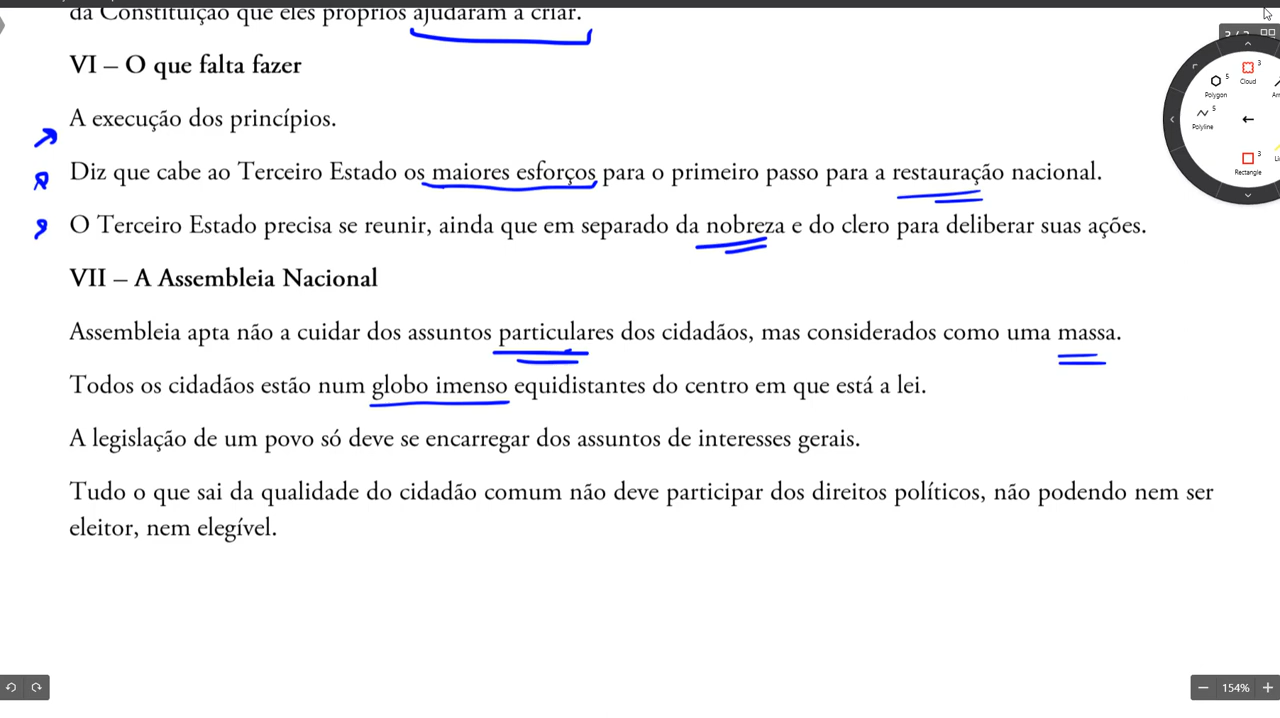 da Constituição que eles próprios ajudaram a criar.
VI – O que falta fazer
A execução dos princípios.
Diz que cabe ao Terceiro Estado os maiores esforços para o primeiro passo para a restauração nacional.
O Terceiro Estado precisa se reunir, ainda que em separado da nobreza e do clero para deliberar suas ações.
VII – A Assembleia Nacional
Assembleia apta não a cuidar dos assuntos particulares dos cidadãos, mas considerados como uma massa.
Todos os cidadãos estão num globo imenso equidistantes do centro em que está a lei.
A legislação de um povo só deve se encarregar dos assuntos de interesses gerais.
Tudo o que sai da qualidade do cidadão comum não deve participar dos direitos políticos, não podendo nem ser
eleitor, nem elegível.
3
Cloud
5
Polygon
5
Polyline
3
Rectangle
154%